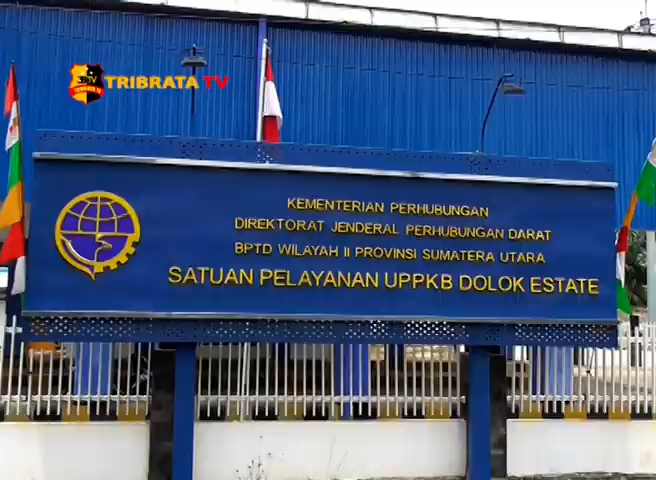 TRIBRATA TV
KEMENTERIAN PERHUBUNGAN
DIREKTORAT JENDERAL PERHUBUNGAN DARAT
BPTD WILAYAH II PROVINSI SUMATERA UTARA
SATUAN PELAYANAN UPPKB DOLOK ESTATE